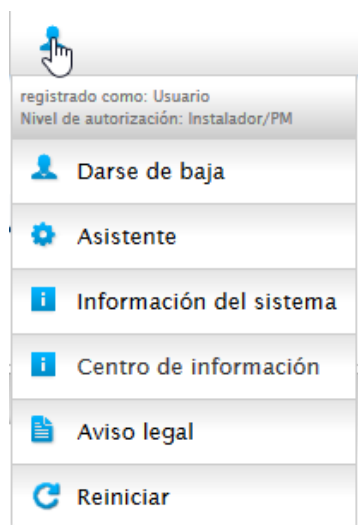 registrado como: Usuario
Nivel de autorización: Instalador/PM
Darse de baja
Asistente
Información del sistema
Centro de información
Aviso legal
Reiniciar